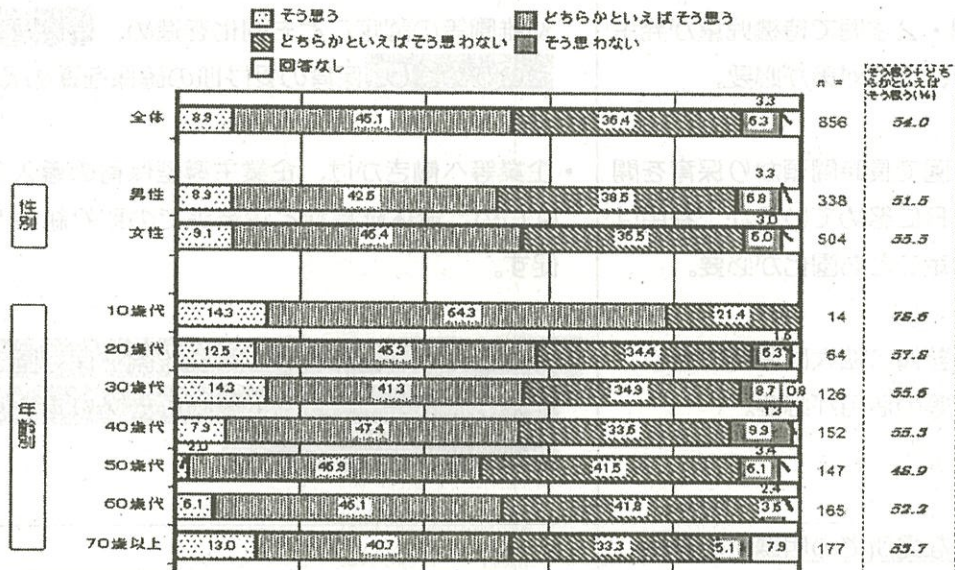 そう思う どちらかといえばそう思う
どちらかといえばそう思わない そう思わない
回答なし
n =
そう思う+どち
らかといえば
そう思う(%)
3.3
全体 8.9 45.1 36.4 6.3 856 54.0
3.3
男性 8.9 42.6 38.5 6.8 338 51.5
3.0
女性 9.1 46.4 35.5 6.0 504 55.5
性別
10歳代 14.3 64.3 21.4 14 78.6
1.6
20歳代 12.5 45.3 34.4 6.3 64 57.8
30歳代 14.3 41.3 34.9 8.7 0.8 126 55.6
1.3
40歳代 7.9 47.4 33.6 9.9 152 55.3
2.0 3.4
50歳代 46.9 41.5 6.1 147 48.9
2.4
60歳代 6.1 46.1 41.8 3.6 165 52.2
70歳以上 13.0 40.7 33.3 5.1 7.9 177 53.7
年齢別